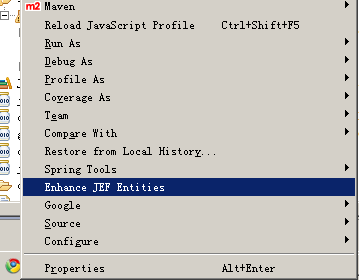 m2 Maven
Reload JavaScript Profile Ctrl+Shift+F5
Run As
Debug As
Profile As
Coverage As
Team
Compare With
Restore from Local History...
Spring Tools
Enhance JEF Entities
Google
Source
Configure
Properties Alt+Enter